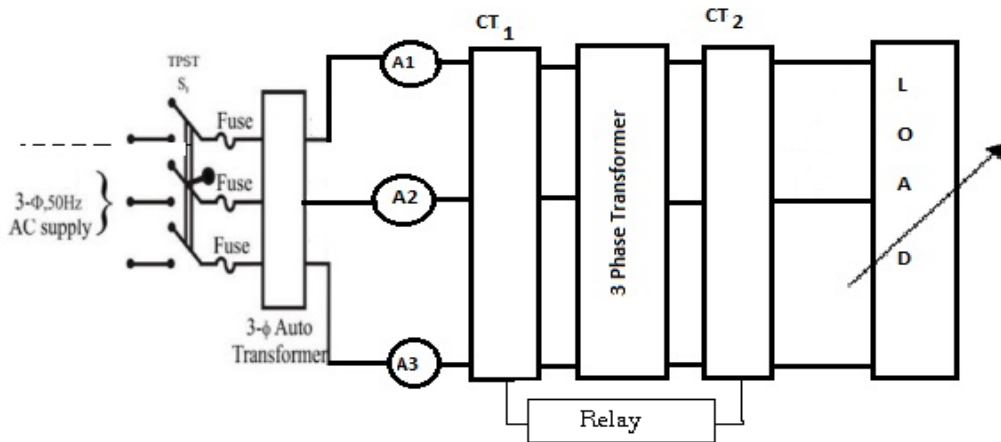 CT 1
CT 2
TPST
S₁
A1
Fuse
L
O
A
D
3-Φ,50Hz
AC supply
Fuse
A2
Fuse
3 Phase Transformer
3-ϕ Auto
Transformer
A3
Relay